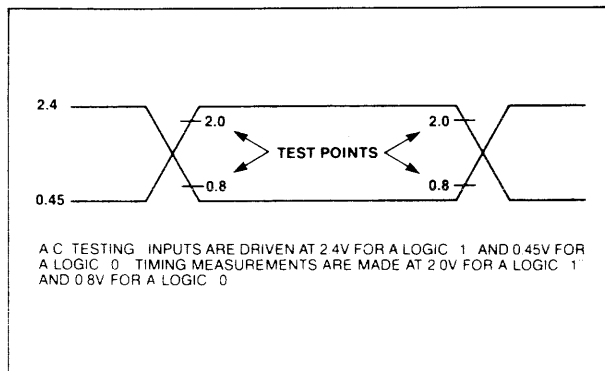 2.4
2.0 2.0
TEST POINTS
0.8 0.8
0.45
A C TESTING INPUTS ARE DRIVEN AT 2 4V FOR A LOGIC 1 AND 0 45V FOR
A LOGIC 0 TIMING MEASUREMENTS ARE MADE AT 2 0V FOR A LOGIC 1"
AND 0 8V FOR A LOGIC 0